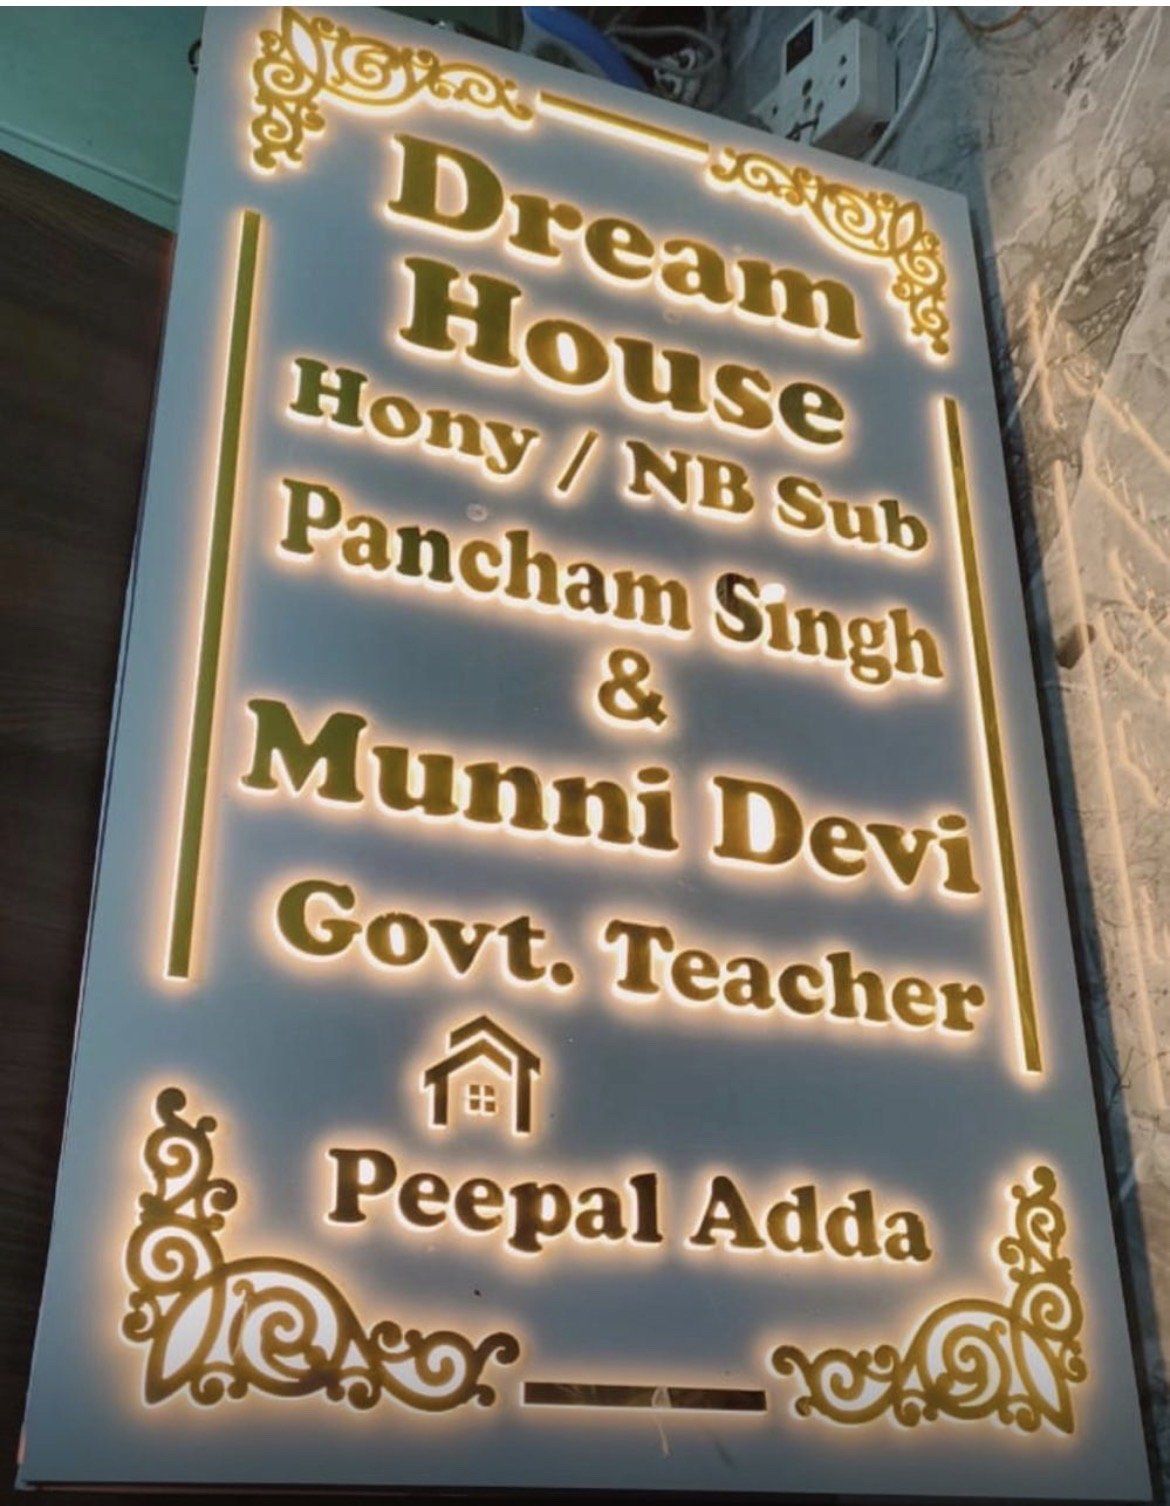 Dream
House
Hony / NB Sub
Pancham Singh
&
Munni Devi
Govt. Teacher
Peepal Adda